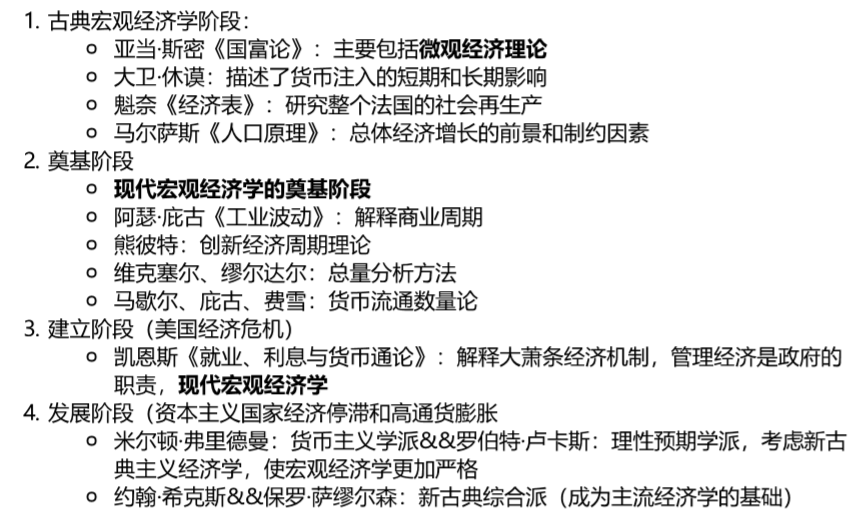 1. 古典宏观经济学阶段：
亚当·斯密《国富论》：主要包括微观经济理论
大卫·休谟：描述了货币注入的短期和长期影响
魁奈《经济表》：研究整个法国的社会再生产
马尔萨斯《人口原理》：总体经济增长的前景和制约因素
2. 奠基阶段
现代宏观经济学的奠基阶段
阿瑟·庇古《工业波动》：解释商业周期
熊彼特：创新经济周期理论
维克塞尔、缪尔达尔：总量分析方法
马歇尔、庇古、费雪：货币流通数量论
3. 建立阶段（美国经济危机）
凯恩斯《就业、利息与货币通论》：解释大萧条经济机制，管理经济是政府的
职责，现代宏观经济学
4. 发展阶段（资本主义国家经济停滞和高通货膨胀
米尔顿·弗里德曼：货币主义学派&&罗伯特·卢卡斯：理性预期学派，考虑新古
典主义经济学，使宏观经济学更加严格
约翰·希克斯&&保罗·萨缪尔森：新古典综合派（成为主流经济学的基础）